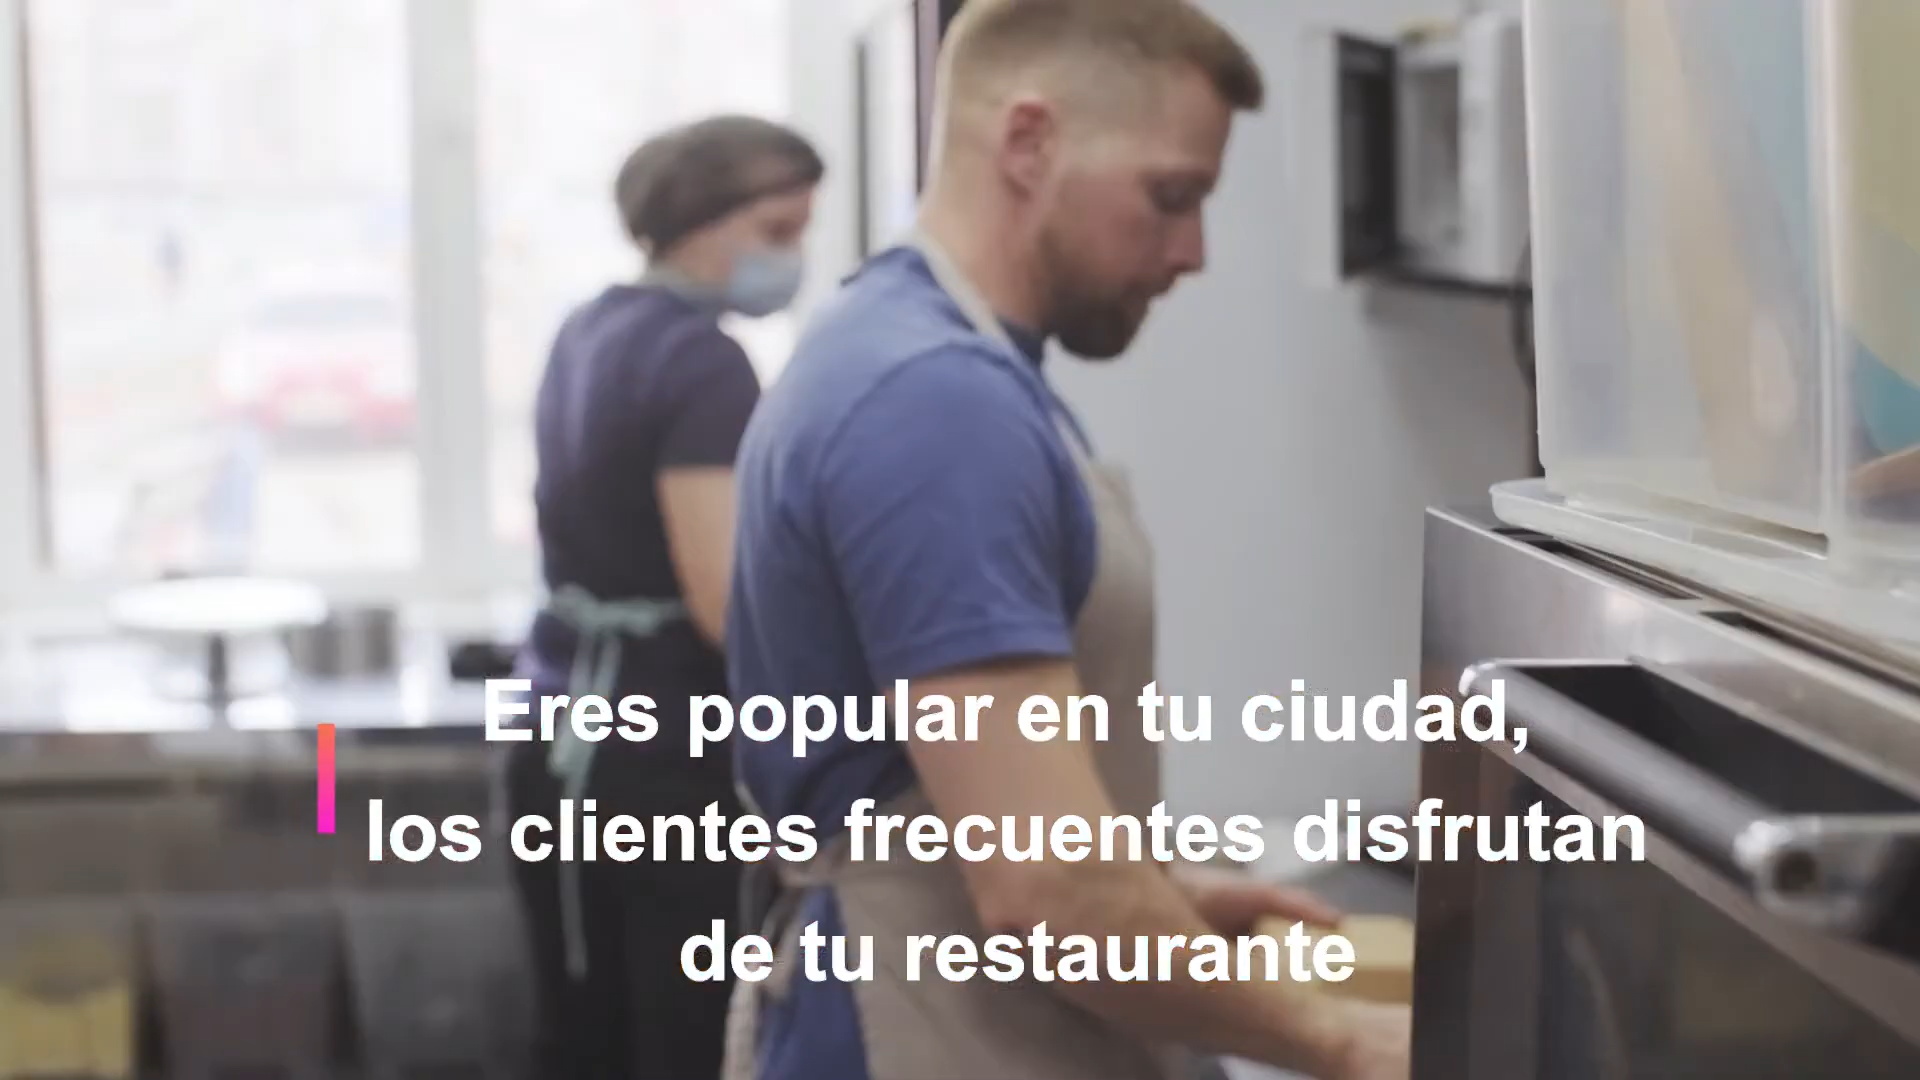 Eres popular en tu ciudad,
los clientes frecuentes disfrutan
de tu restaurante